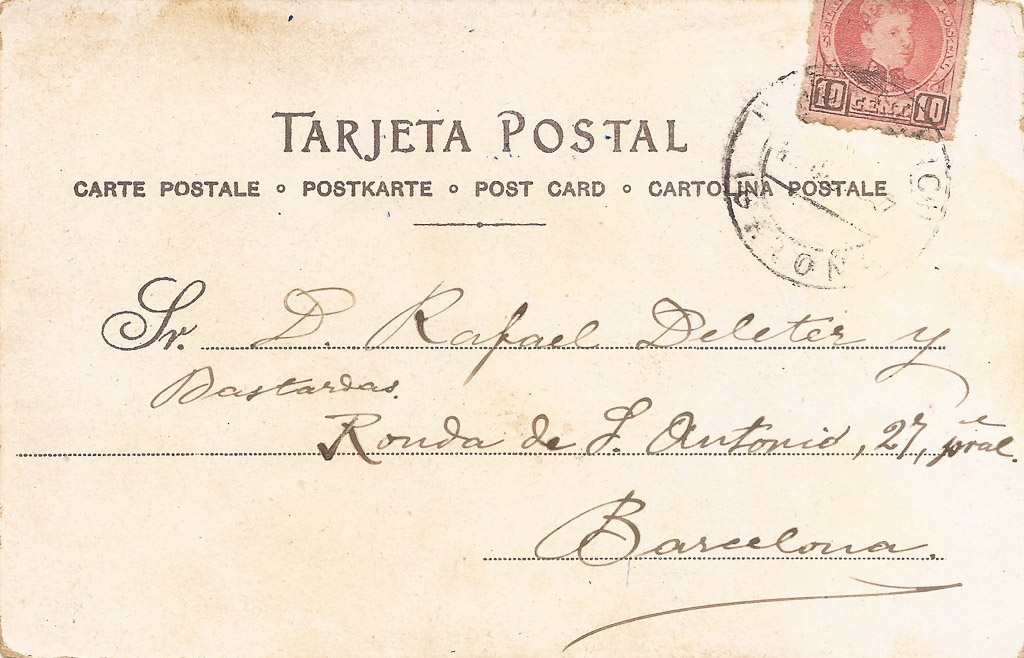 10 CENT. 10
TARJETA POSTAL
CARTE POSTALE ∘ POSTKARTE ∘ POST CARD ∘ CARTOLINA POSTALE
Sr. D. Rafael Deleter y
Bastardas.
Ronda de S. Antonio, 27, pral.
Barcelona.